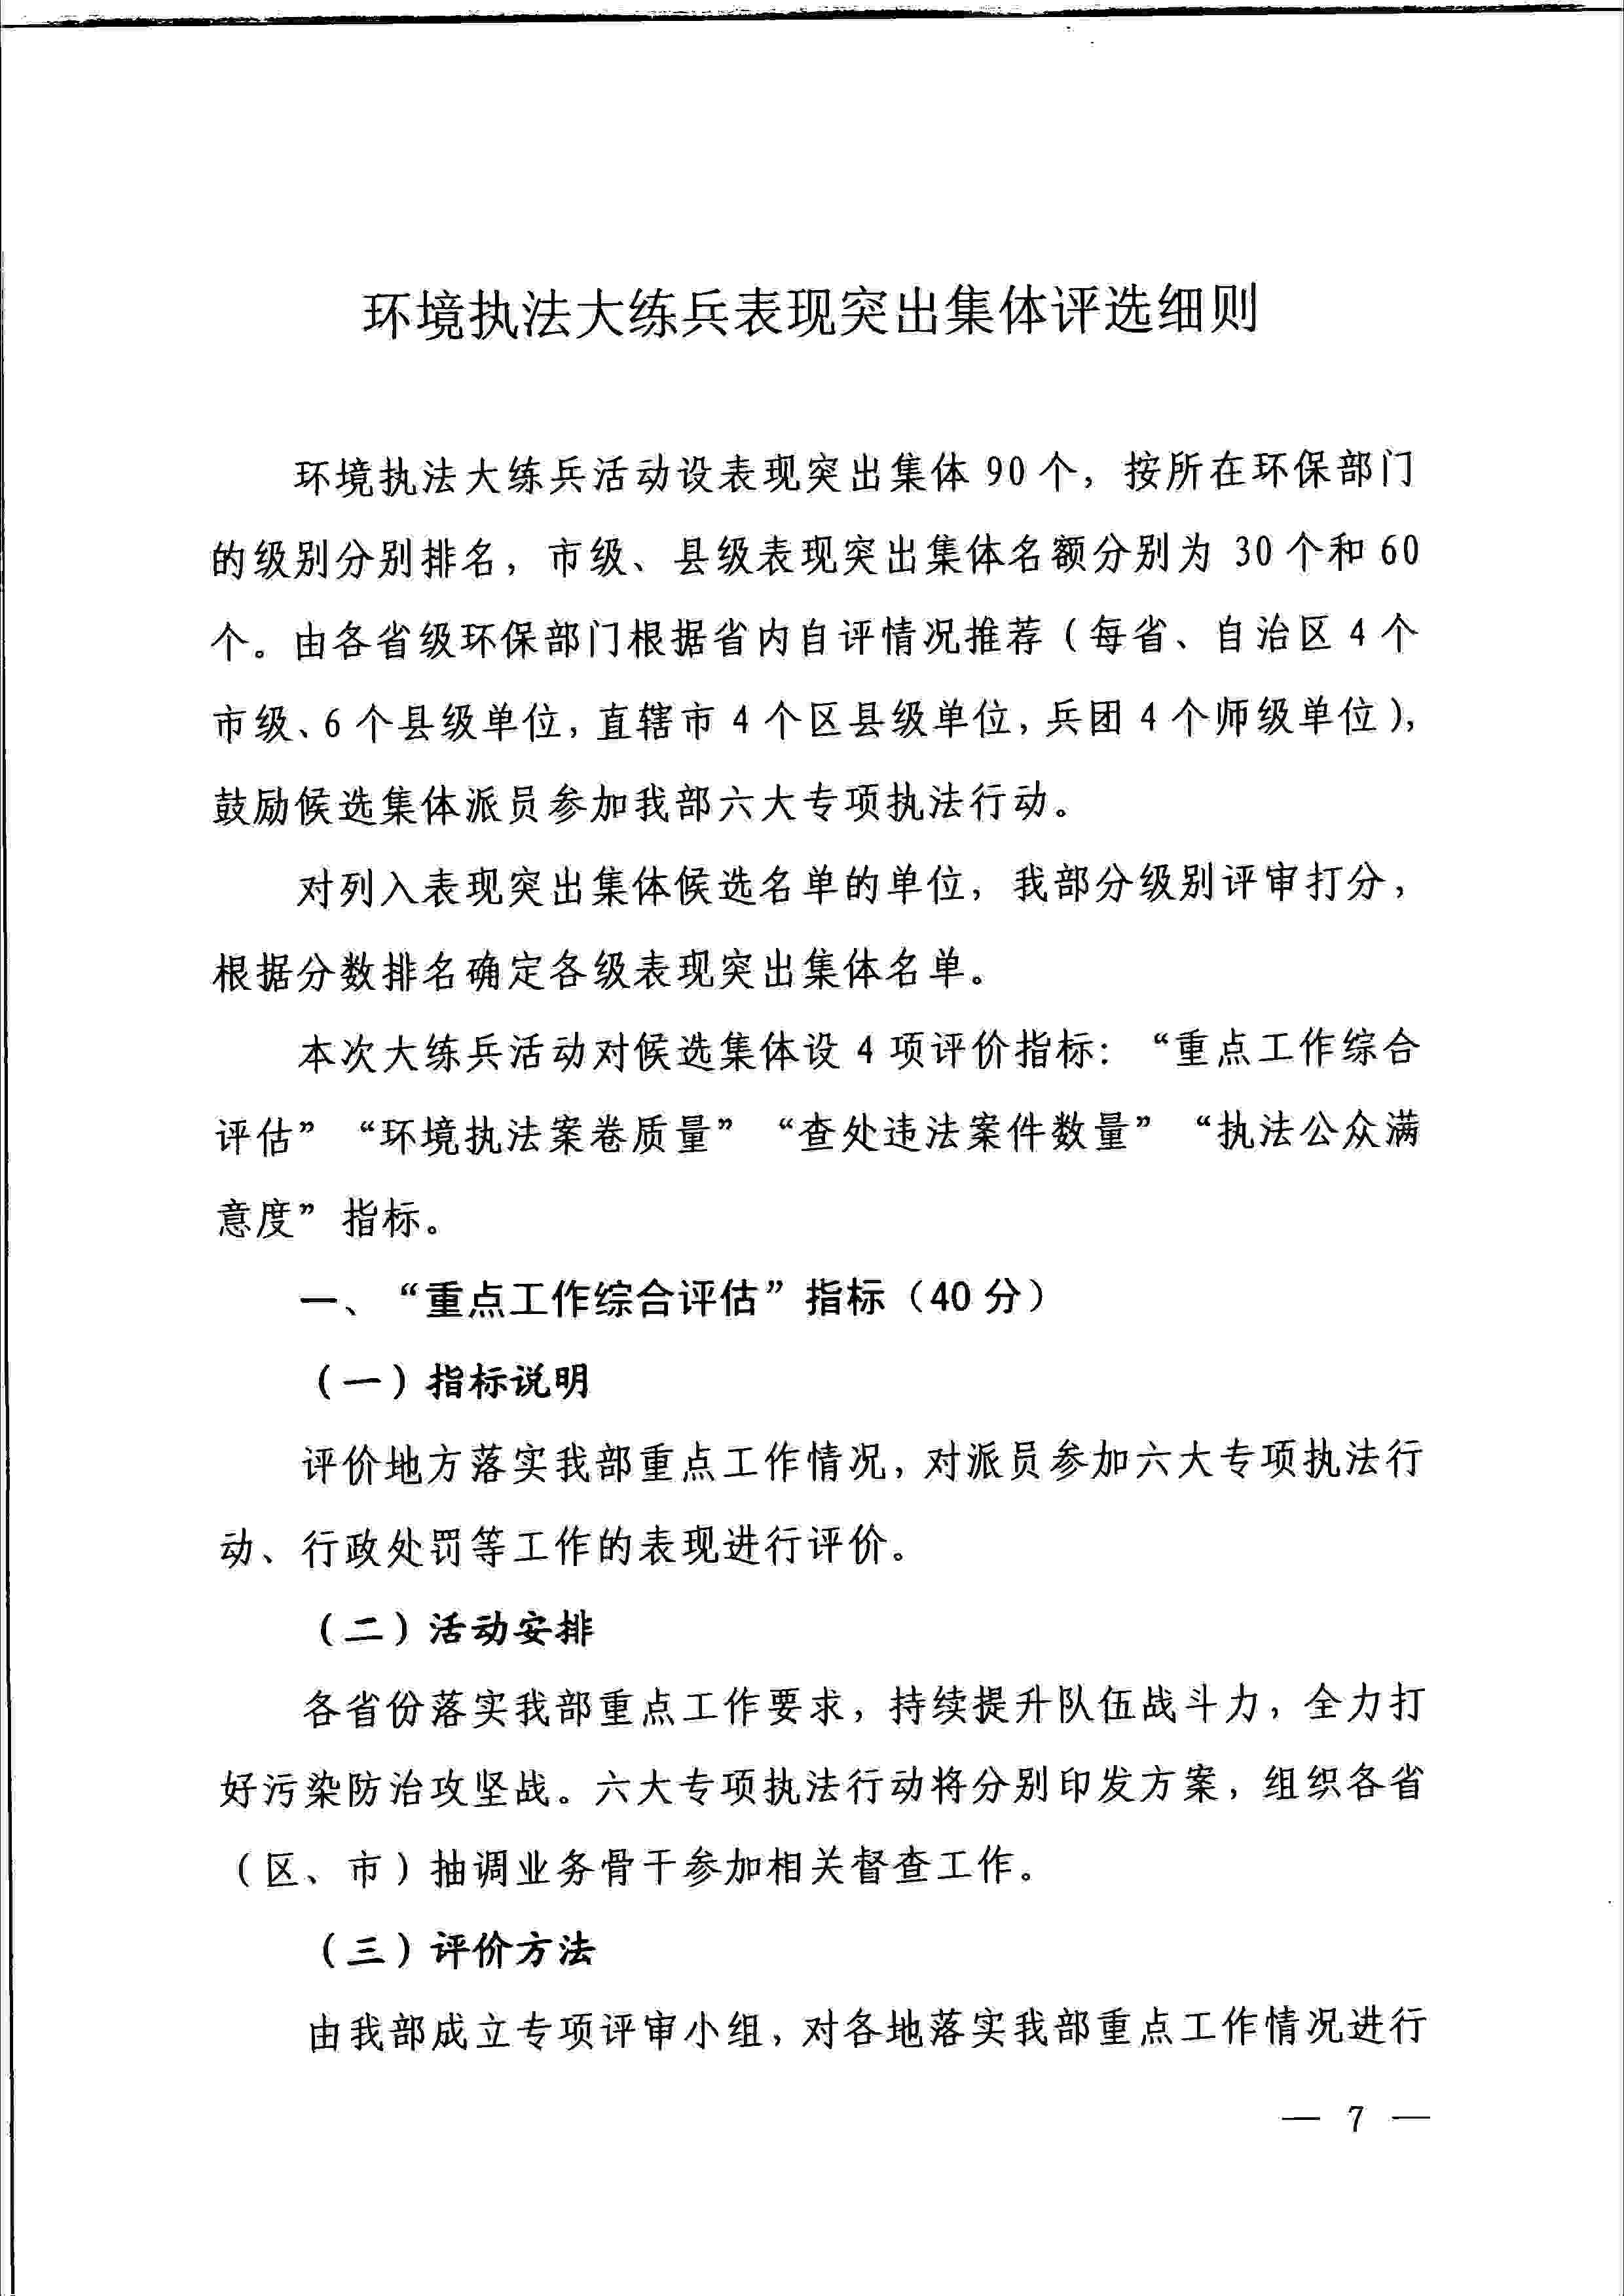 环境执法大练兵表现突出集体评选细则
环境执法大练兵活动设表现突出集体 90 个，按所在环保部门
的级别分别排名，市级、县级表现突出集体名额分别为 30 个和 60
个。由各省级环保部门根据省内自评情况推荐（每省、自治区 4 个
市级、6 个县级单位，直辖市 4 个区县级单位，兵团 4 个师级单位），
鼓励候选集体派员参加我部六大专项执法行动。
对列入表现突出集体候选名单的单位，我部分级别评审打分，
根据分数排名确定各级表现突出集体名单。
本次大练兵活动对候选集体设 4 项评价指标：“重点工作综合
评估”“环境执法案卷质量”“查处违法案件数量”“执法公众满
意度”指标。
一、“重点工作综合评估”指标（40 分）
（一）指标说明
评价地方落实我部重点工作情况，对派员参加六大专项执法行
动、行政处罚等工作的表现进行评价。
（二）活动安排
各省份落实我部重点工作要求，持续提升队伍战斗力，全力打
好污染防治攻坚战。六大专项执法行动将分别印发方案，组织各省
（区、市）抽调业务骨干参加相关督查工作。
（三）评价方法
由我部成立专项评审小组，对各地落实我部重点工作情况进行
— 7 —